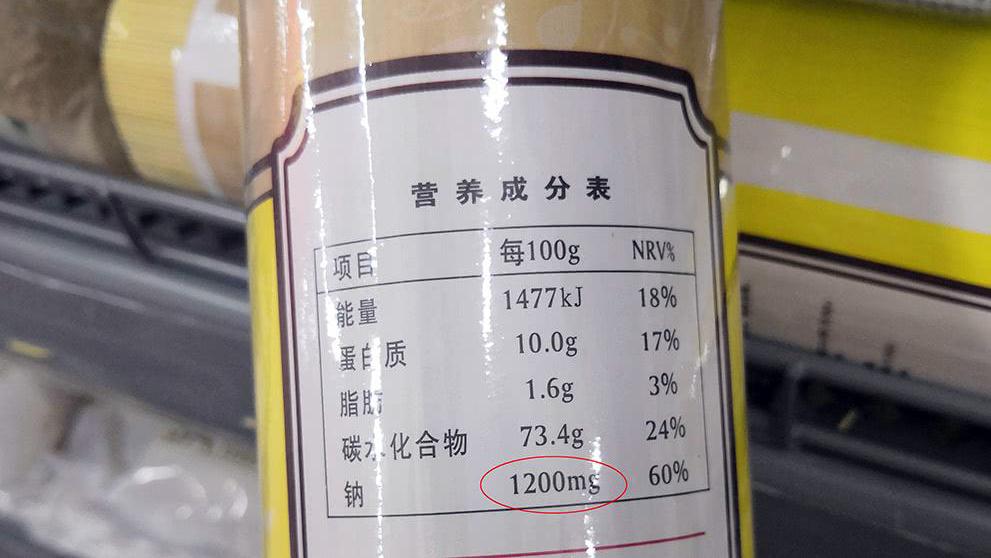 营养成分表
项目 每100g NRV%
能量 1477kJ 18%
蛋白质 10.0g 17%
脂肪 1.6g 3%
碳水化合物 73.4g 24%
钠 1200mg 60%